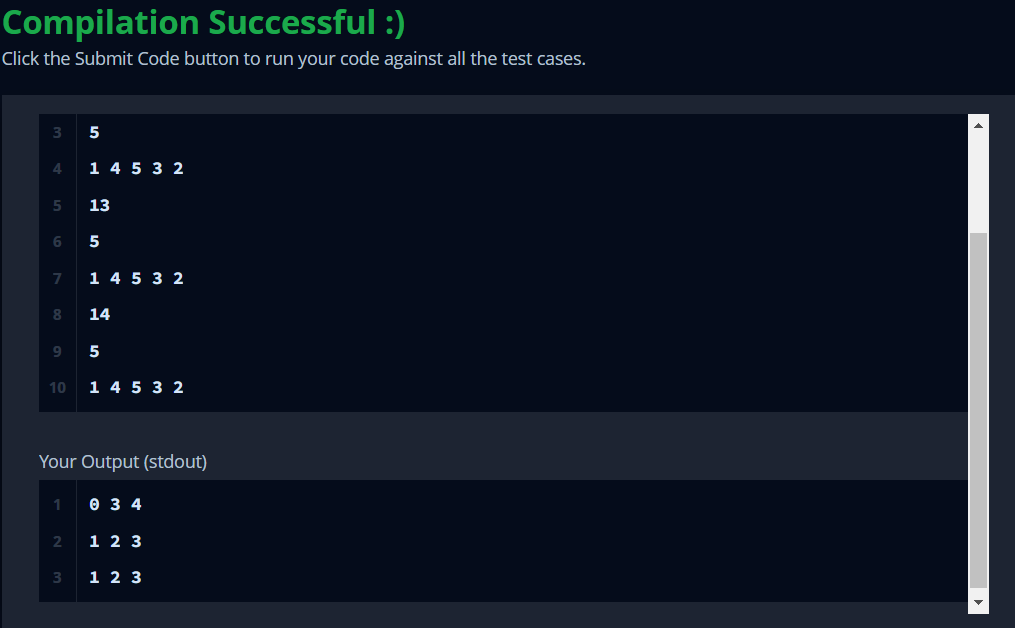 Compilation Successful :)
Click the Submit Code button to run your code against all the test cases.
3 5
4 1 4 5 3 2
5 13
6 5
7 1 4 5 3 2
8 14
9 5
10 1 4 5 3 2
Your Output (stdout)
1 0 3 4
2 1 2 3
3 1 2 3